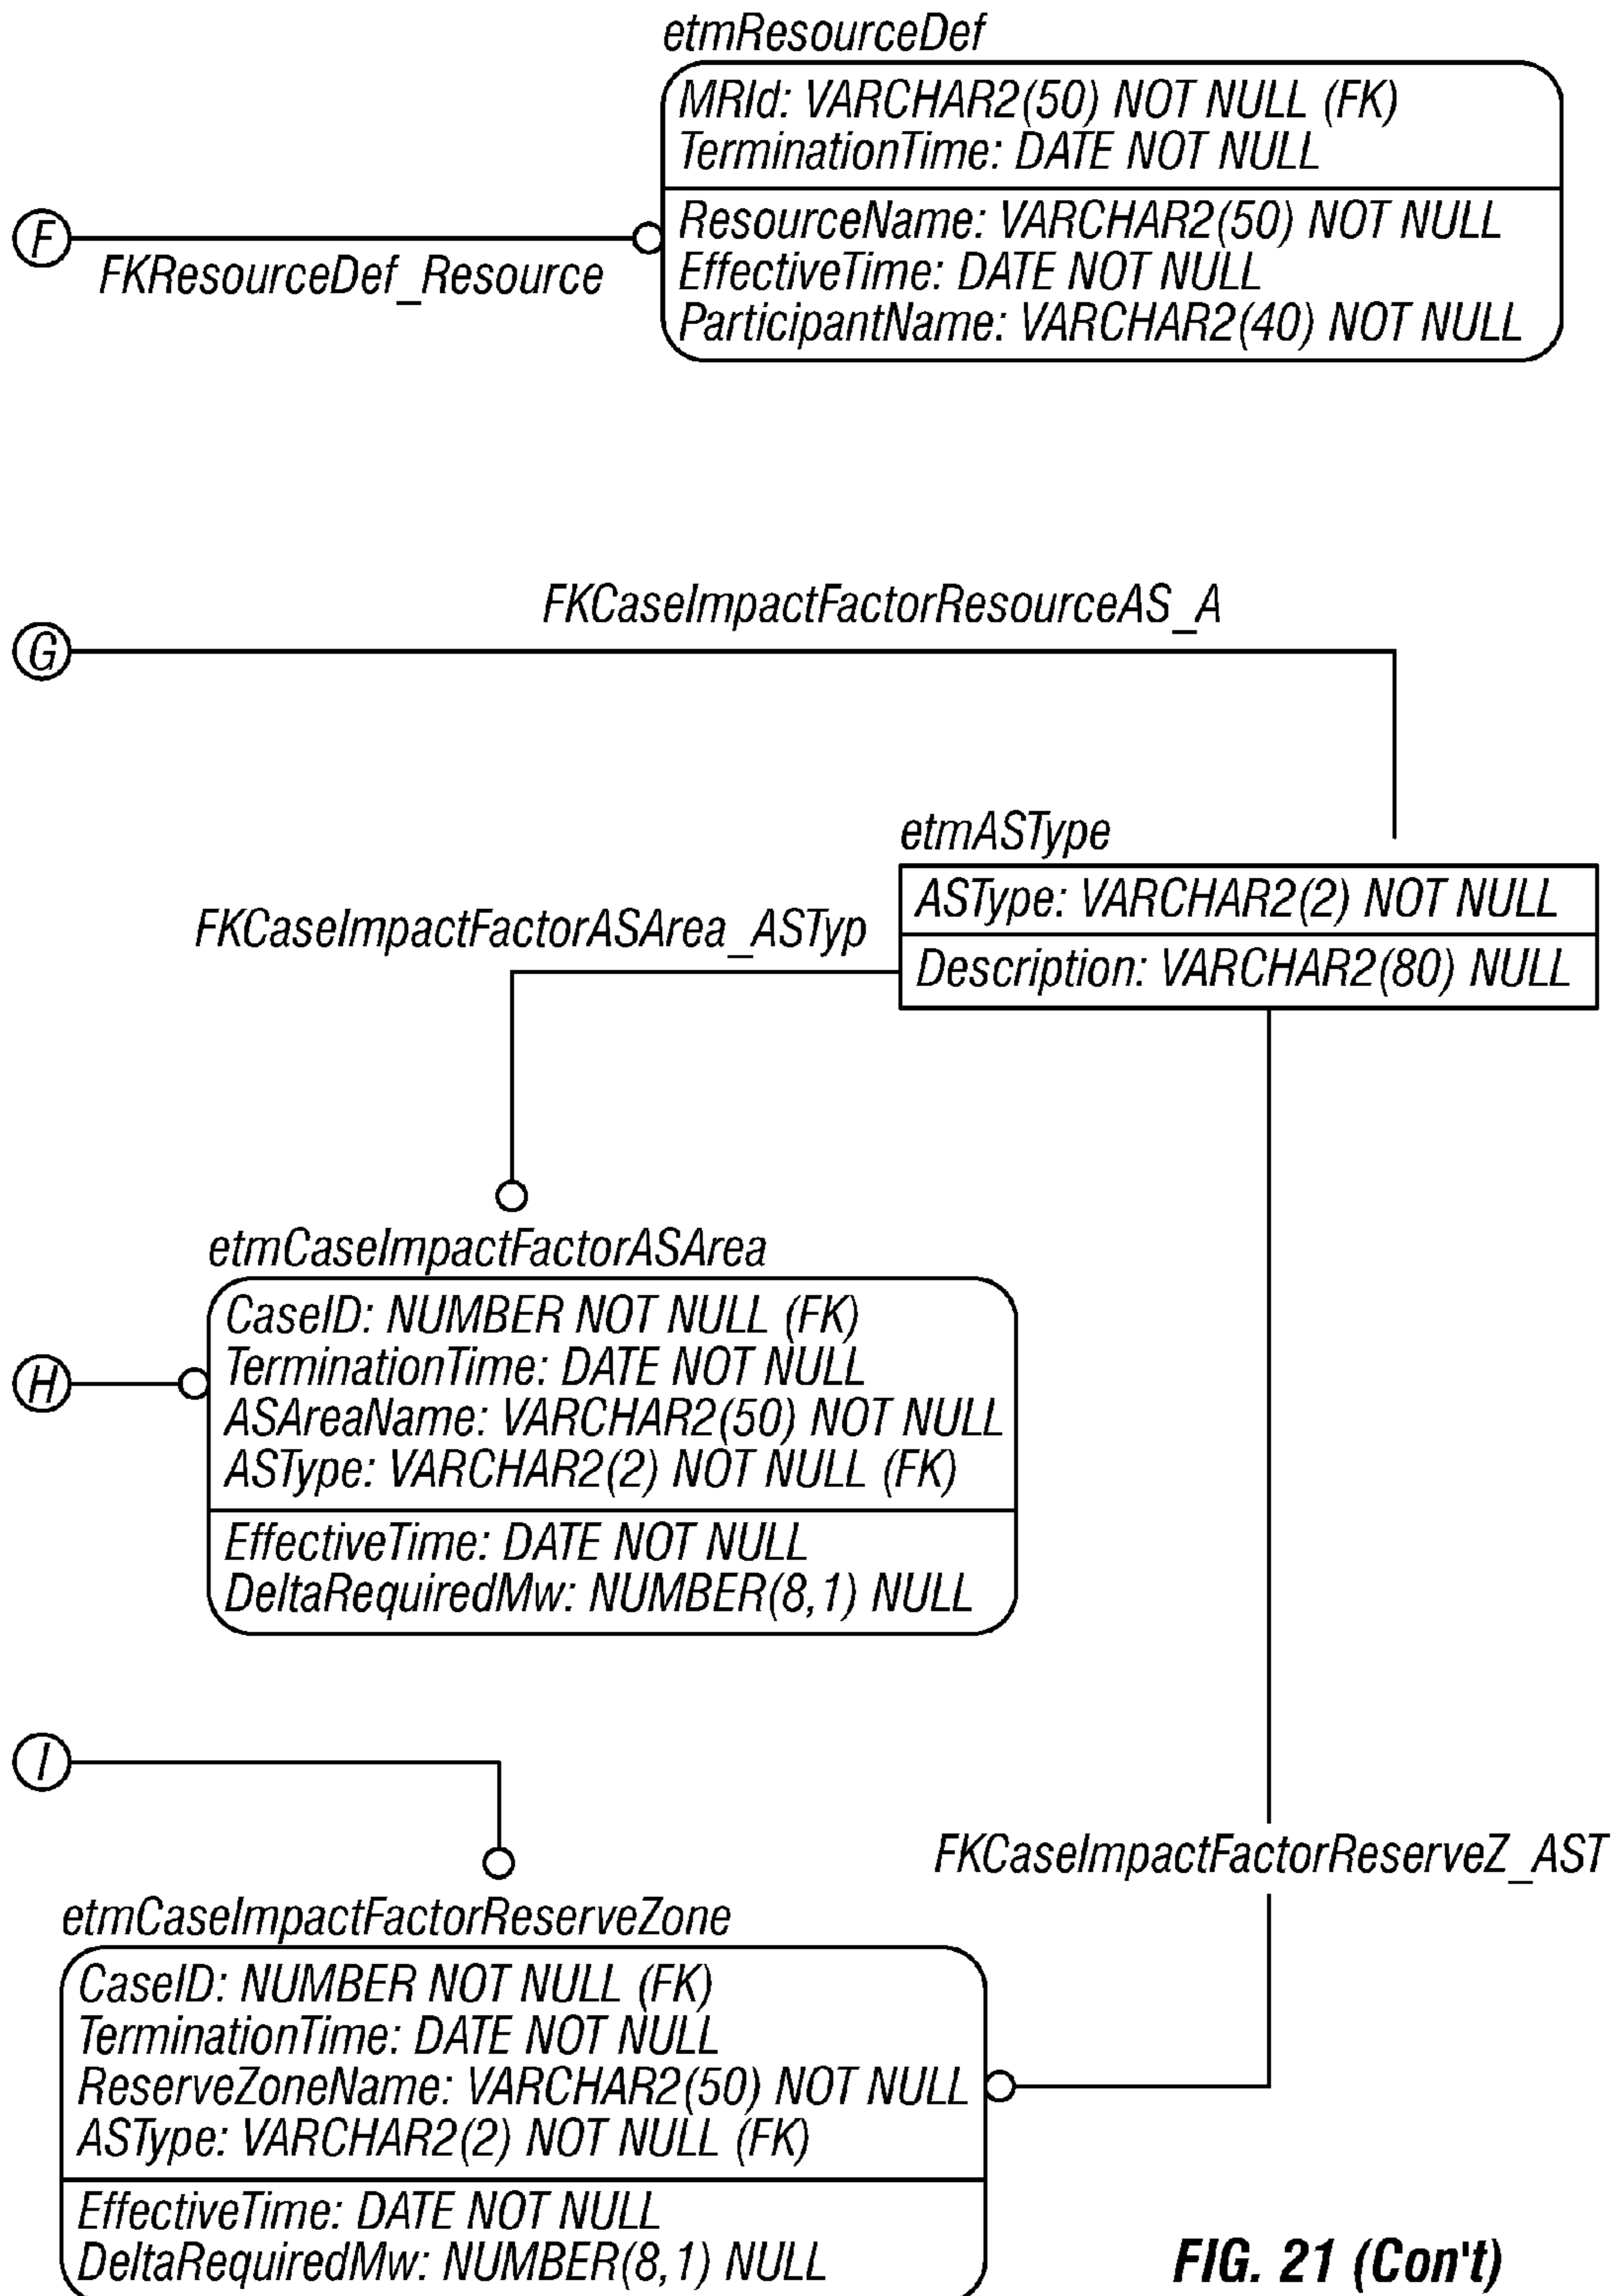 etmResourceDef
MRId: VARCHAR2(50) NOT NULL (FK)
TerminationTime: DATE NOT NULL
ResourceName: VARCHAR2(50) NOT NULL
EffectiveTime: DATE NOT NULL
ParticipantName: VARCHAR2(40) NOT NULL
F
FKResourceDef_Resource
FKCaseImpactFactorResourceAS_A
G
etmASType
ASType: VARCHAR2(2) NOT NULL
Description: VARCHAR2(80) NULL
FKCaseImpactFactorASArea_ASTyp
etmCaseImpactFactorASArea
CaseID: NUMBER NOT NULL (FK)
TerminationTime: DATE NOT NULL
ASAreaName: VARCHAR2(50) NOT NULL
ASType: VARCHAR2(2) NOT NULL (FK)
EffectiveTime: DATE NOT NULL
DeltaRequiredMw: NUMBER(8,1) NULL
H
I
FKCaseImpactFactorReserveZ_AST
etmCaseImpactFactorReserveZone
CaseID: NUMBER NOT NULL (FK)
TerminationTime: DATE NOT NULL
ReserveZoneName: VARCHAR2(50) NOT NULL
ASType: VARCHAR2(2) NOT NULL (FK)
EffectiveTime: DATE NOT NULL
DeltaRequiredMw: NUMBER(8,1) NULL
FIG. 21 (Con't)